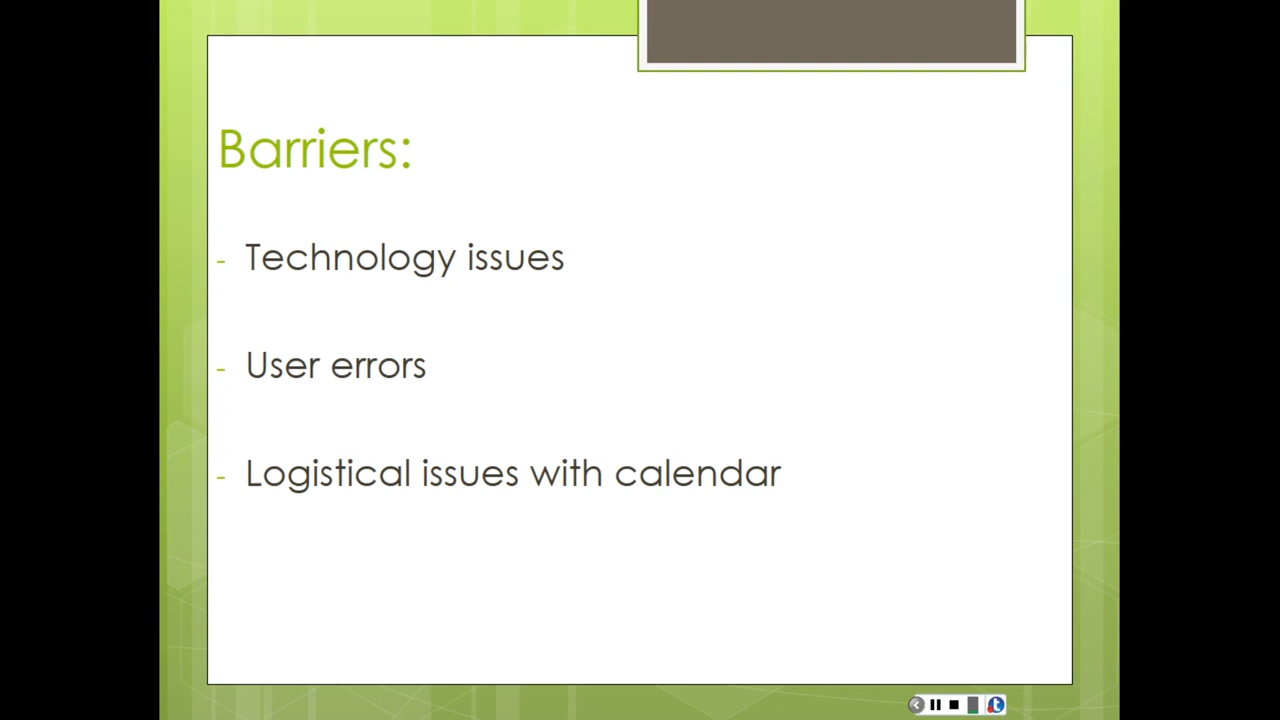 Barriers:
- Technology issues
- User errors
- Logistical issues with calendar